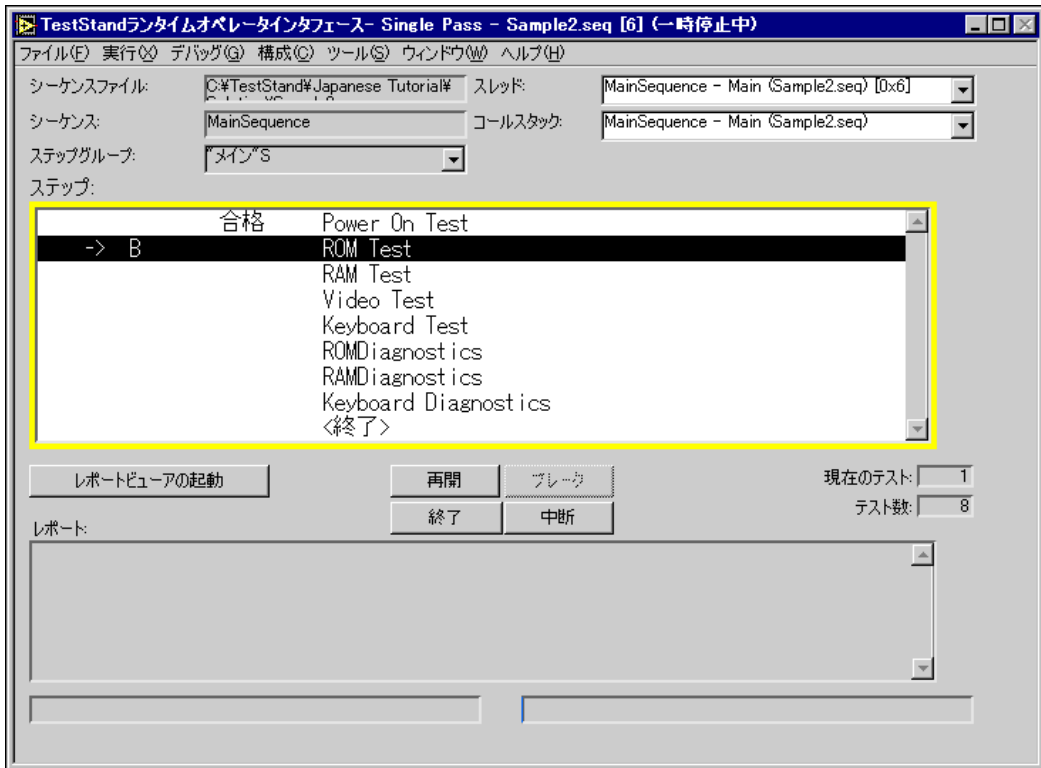 TestStandランタイムオペレータインタフェース- Single Pass - Sample2.seq [6] (一時停止中)
ファイル(F) 実行(X) デバッグ(G) 構成(C) ツール(S) ウィンドウ(W) ヘルプ(H)
シーケンスファイル: C:¥TestStand¥Japanese Tutorial¥ スレッド: MainSequence - Main (Sample2.seq) [0x6]
シーケンス: MainSequence コールスタック: MainSequence - Main (Sample2.seq)
ステップグループ: "メイン"S
ステップ:
合格 Power On Test
-> B ROM Test
RAM Test
Video Test
Keyboard Test
ROMDiagnostics
RAMDiagnostics
Keyboard Diagnostics
<終了>
レポートビューアの起動 再開 ブレーク 現在のテスト: 1
終了 中断 テスト数: 8
レポート: